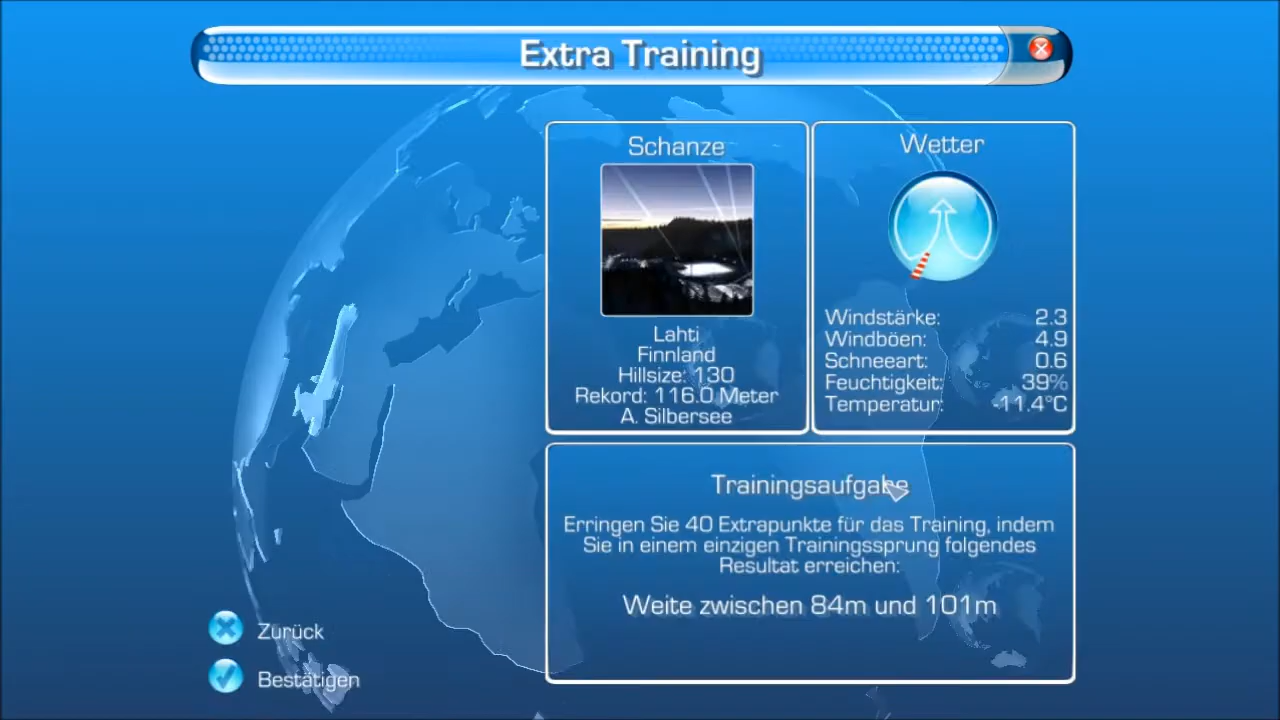 Extra Training
Schanze
Lahti
Finnland
Hillsize: 130
Rekord: 116.0 Meter
A. Silbersee
Wetter
Windstärke: 2.3
Windböen: 4.9
Schneeart: 0.6
Feuchtigkeit: 39%
Temperatur: -11.4°C
Trainingsaufgabe
Erringen Sie 40 Extrapunkte für das Training, indem
Sie in einem einzigen Trainingssprung folgendes
Resultat erreichen:
Weite zwischen 84m und 101m
Zurück
Bestätigen